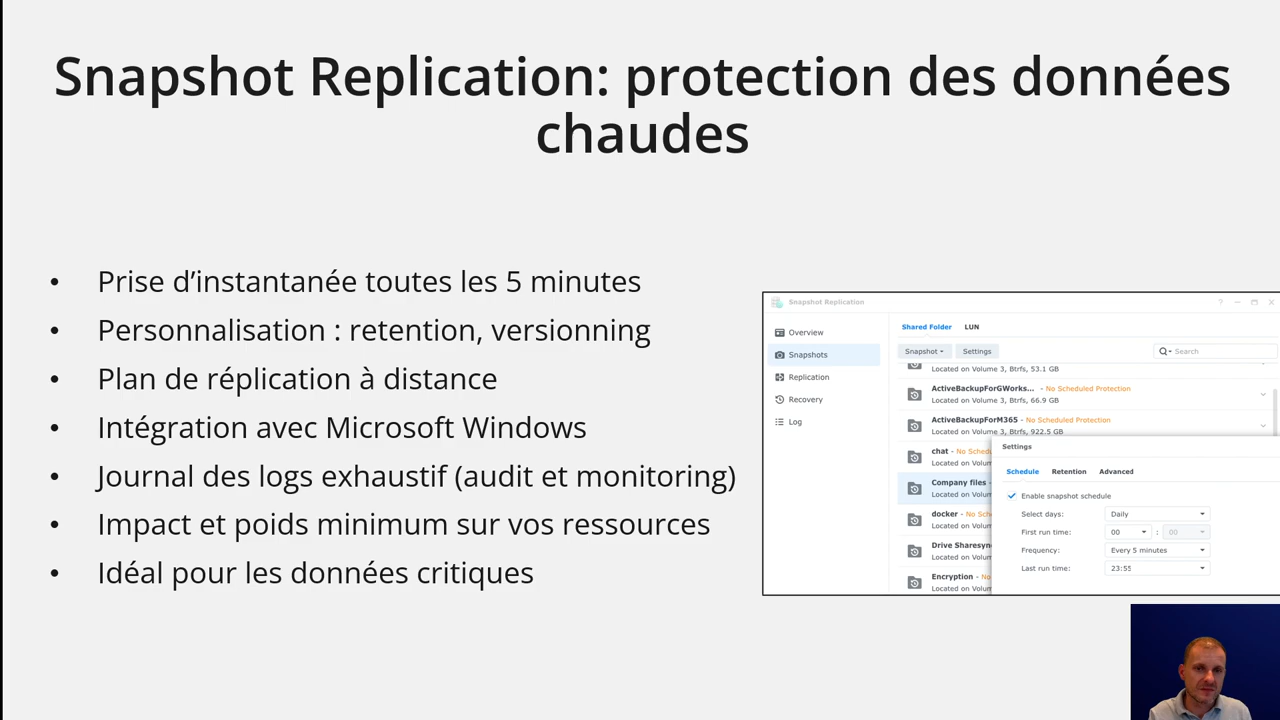 Snapshot Replication: protection des données
chaudes
• Prise d’instantanée toutes les 5 minutes
• Personnalisation : retention, versionning
• Plan de réplication à distance
• Intégration avec Microsoft Windows
• Journal des logs exhaustif (audit et monitoring)
• Impact et poids minimum sur vos ressources
• Idéal pour les données critiques
Snapshot Replication
Overview
Snapshots
Replication
Recovery
Log
Shared Folder LUN
Snapshot Settings Search
Located on Volume 3, Btrfs, 53.1 GB
ActiveBackupForGWorks... - No Scheduled Protection
Located on Volume 3, Btrfs, 66.9 GB
ActiveBackupForM365 - No Scheduled Protection
Located on Volume 3, Btrfs, 922.5 GB
chat - No Sched
Located on Volum
Company files -
Located on Volum
docker - No Sch
Located on Volum
Drive Sharesync
Located on Volum
Encryption - No
Located on Volum
Settings
Schedule Retention Advanced
Enable snapshot schedule
Select days: Daily
First run time: 00 : 00
Frequency: Every 5 minutes
Last run time: 23:55